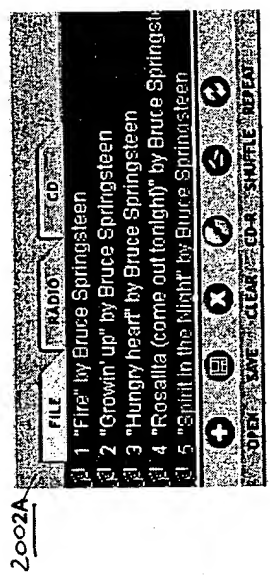 2002A
FILE RADIO CD
1 "Fire" by Bruce Springsteen
2 "Growin' up" by Bruce Springsteen
3 "Hungry heart" by Bruce Springsteen
4 "Rosalita (come out tonight)" by Bruce Springste
5 "Spirit in the Night" by Bruce Springsteen
OPEN SAVE CLEAR CD-R SHUFFLE REPEAT